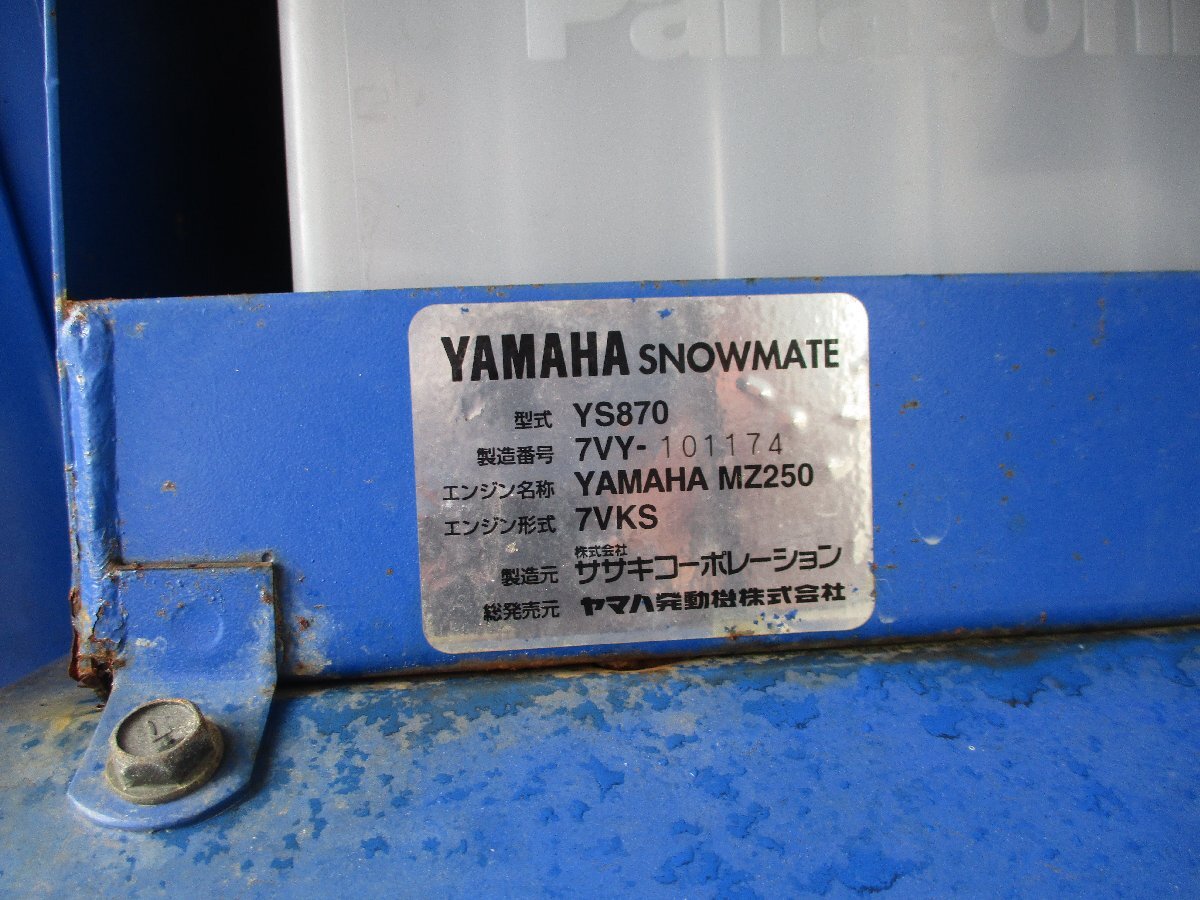 Panasonic
YAMAHA SNOWMATE
型式 YS870
製造番号 7VY-101174
エンジン名称 YAMAHA MZ250
エンジン形式 7VKS
製造元 株式会社ササキコーポレーション
総発売元 ヤマハ発動機株式会社
4